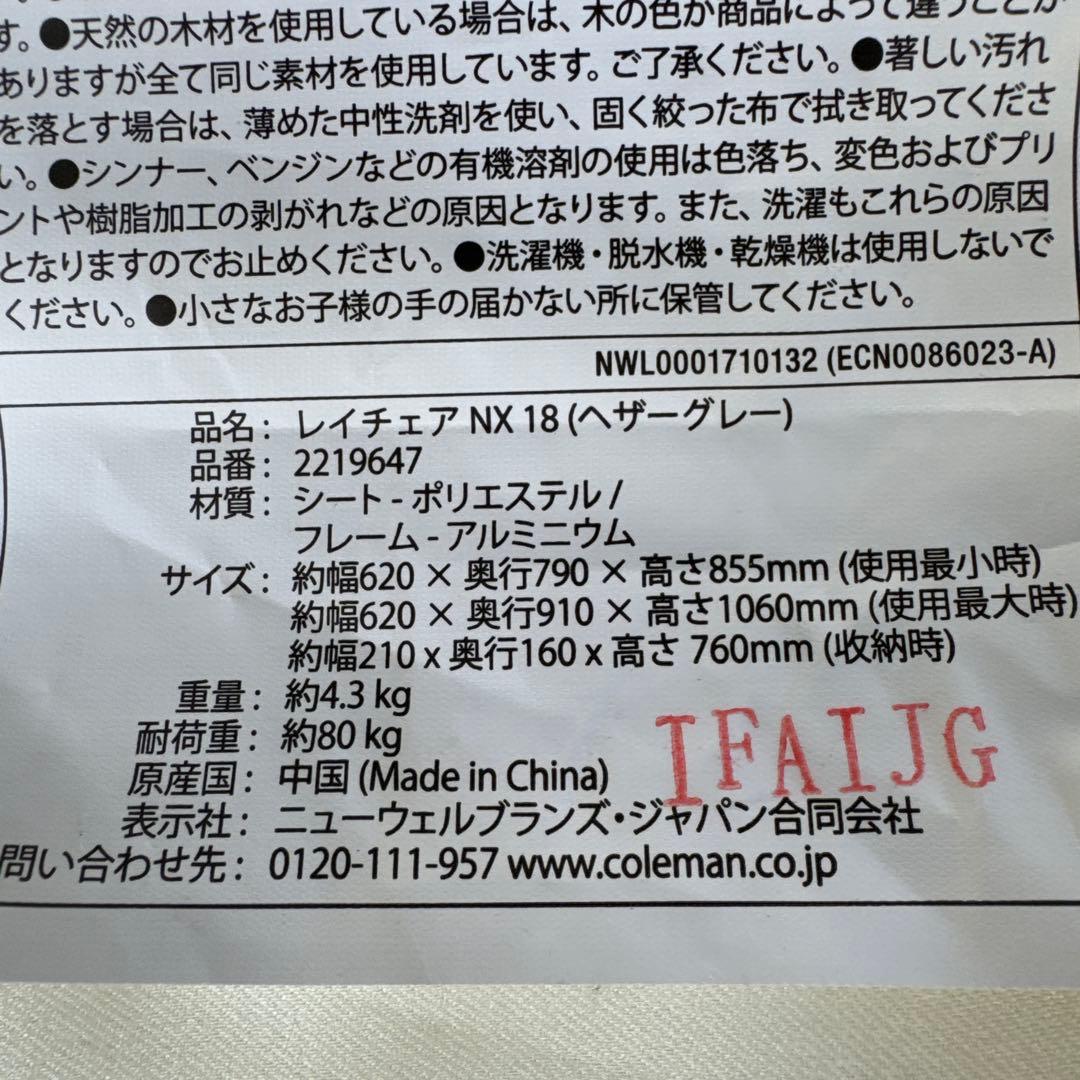 す。●天然の木材を使用している場合は、木の色が商品によって違うことが
ありますが全て同じ素材を使用しています。ご了承ください。●著しい汚れ
を落とす場合は、薄めた中性洗剤を使い、固く絞った布で拭き取ってくださ
い。●シンナー、ベンジンなどの有機溶剤の使用は色落ち、変色およびプリ
ントや樹脂加工の剥がれなどの原因となります。また、洗濯もこれらの原因
となりますのでお止めください。●洗濯機・脱水機・乾燥機は使用しないで
ください。●小さなお子様の手の届かない所に保管してください。
NWL0001710132 (ECN0086023-A)
品名: レイチェア NX 18 (ヘザーグレー)
品番: 2219647
材質: シート - ポリエステル /
フレーム - アルミニウム
サイズ: 約幅620 × 奥行790 × 高さ855mm (使用最小時)
約幅620 × 奥行910 × 高さ1060mm (使用最大時)
約幅210 x 奥行160 x 高さ 760mm (収納時)
重量: 約4.3 kg
耐荷重: 約80 kg
原産国: 中国 (Made in China)
IFAIJG
表示社: ニューウェルブランズ・ジャパン合同会社
問い合わせ先: 0120-111-957 www.coleman.co.jp